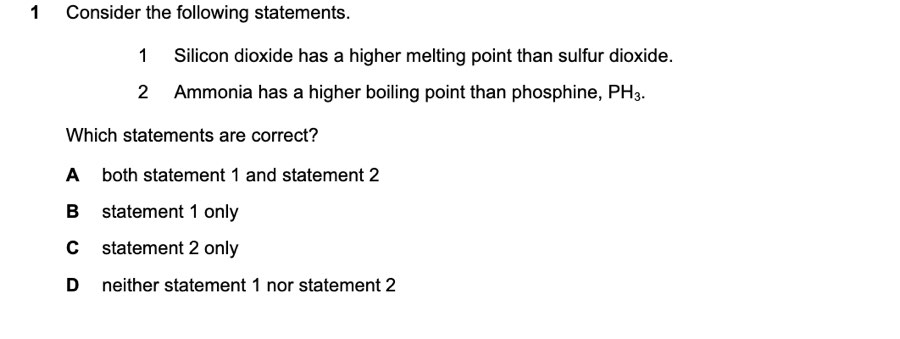 1 Consider the following statements.
1 Silicon dioxide has a higher melting point than sulfur dioxide.
2 Ammonia has a higher boiling point than phosphine, PH₃.
Which statements are correct?
A both statement 1 and statement 2
B statement 1 only
C statement 2 only
D neither statement 1 nor statement 2